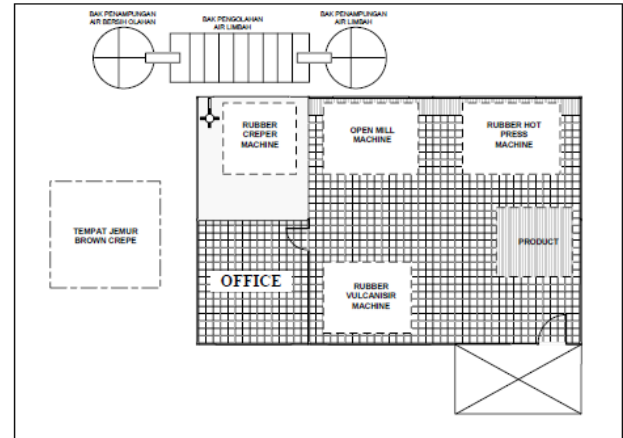 BAK PENAMPUNGAN
AIR BERSIH OLAHAN
BAK PENGOLAHAN
AIR LIMBAH
BAK PENAMPUNGAN
AIR LIMBAH
RUBBER
CREPER
MACHINE
OPEN MILL
MACHINE
RUBBER HOT
PRESS
MACHINE
TEMPAT JEMUR
BROWN CREPE
PRODUCT
OFFICE
RUBBER
VULCANISIR
MACHINE